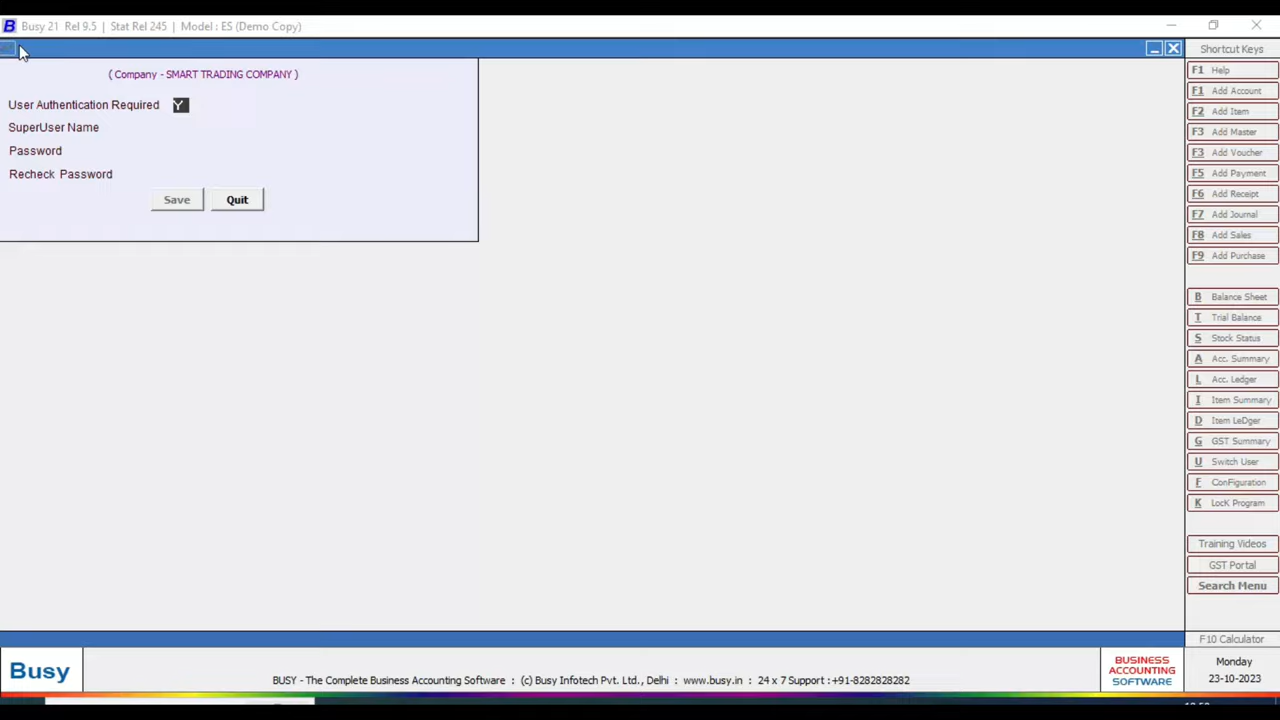 Busy 21 Rel 9.5 | Stat Rel 245 | Model : ES (Demo Copy)
Shortcut Keys
( Company - SMART TRADING COMPANY )
User Authentication Required Y
SuperUser Name
Password
Recheck Password
Save Quit
F1 Help
F1 Add Account
F2 Add Item
F3 Add Master
F3 Add Voucher
F5 Add Payment
F6 Add Receipt
F7 Add Journal
F8 Add Sales
F9 Add Purchase
B Balance Sheet
T Trial Balance
S Stock Status
A Acc. Summary
L Acc. Ledger
I Item Summary
D Item LeDger
G GST Summary
U Switch User
F ConFiguration
K LocK Program
Training Videos
GST Portal
Search Menu
F10 Calculator
Busy
BUSY - The Complete Business Accounting Software : (c) Busy Infotech Pvt. Ltd., Delhi : www.busy.in : 24 x 7 Support : +91-8282828282
BUSINESS
ACCOUNTING
SOFTWARE
Monday
23-10-2023